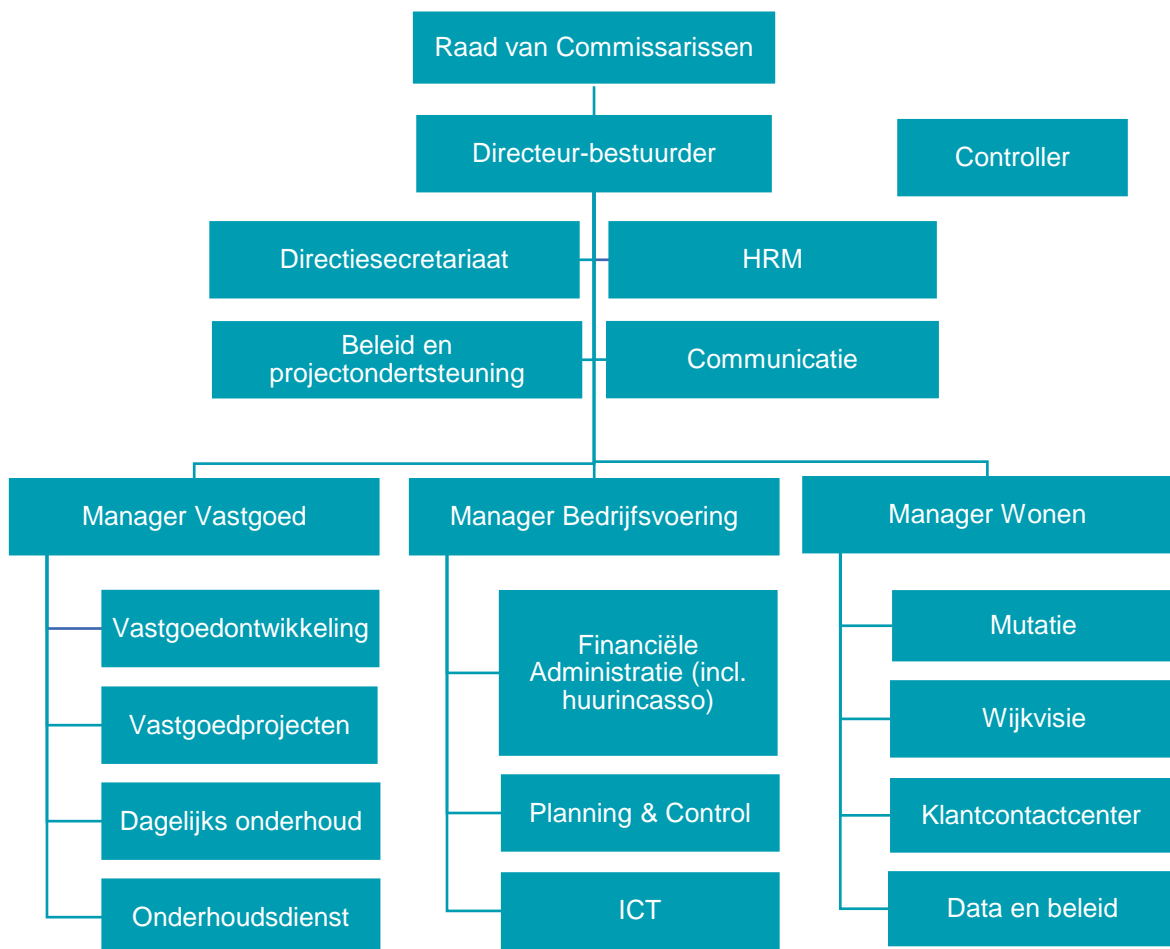 Raad van Commissarissen
Directeur-bestuurder
Controller
Directiesecretariaat
HRM
Beleid en
projectondertsteuning
Communicatie
Manager Vastgoed
Manager Bedrijfsvoering
Manager Wonen
Vastgoedontwikkeling
Vastgoedprojecten
Dagelijks onderhoud
Onderhoudsdienst
Financiële
Administratie (incl.
huurincasso)
Planning & Control
ICT
Mutatie
Wijkvisie
Klantcontactcenter
Data en beleid